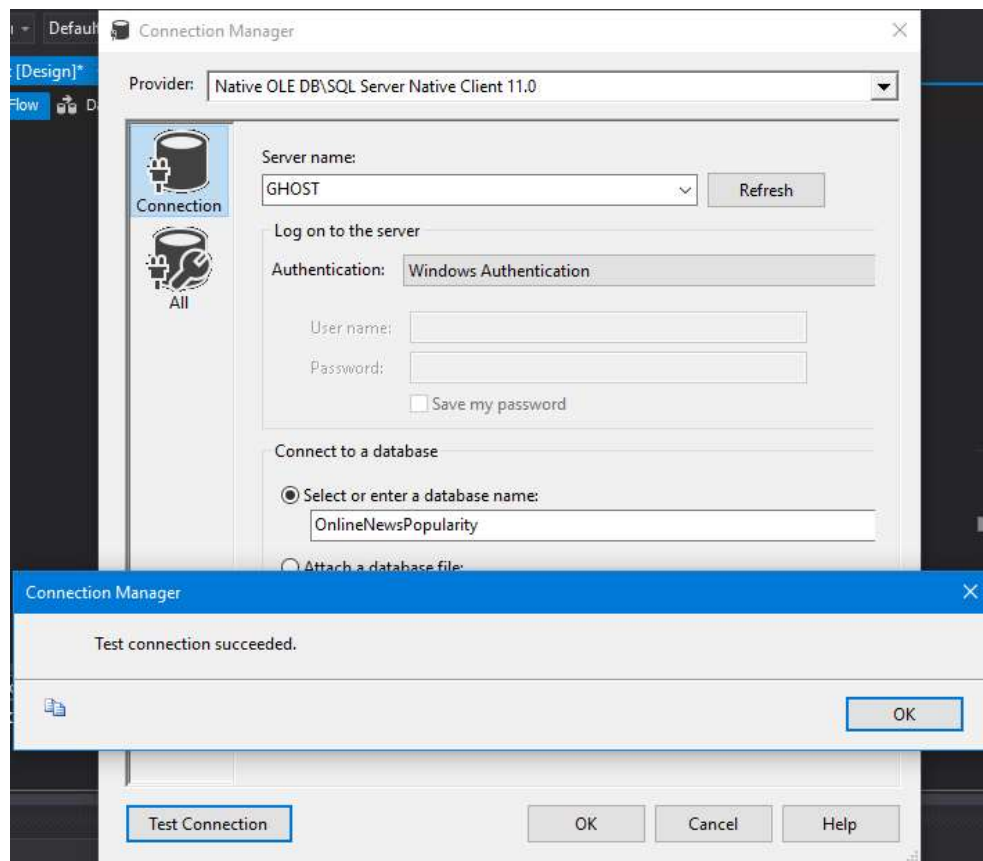 Default
Connection Manager
[Design]*
Flow
Provider:
Native OLE DB\SQL Server Native Client 11.0
Connection
All
Server name:
GHOST
Refresh
Log on to the server
Authentication:
Windows Authentication
User name:
Password:
Save my password
Connect to a database
Select or enter a database name:
OnlineNewsPopularity
Attach a database file:
Connection Manager
Test connection succeeded.
OK
Test Connection
OK
Cancel
Help